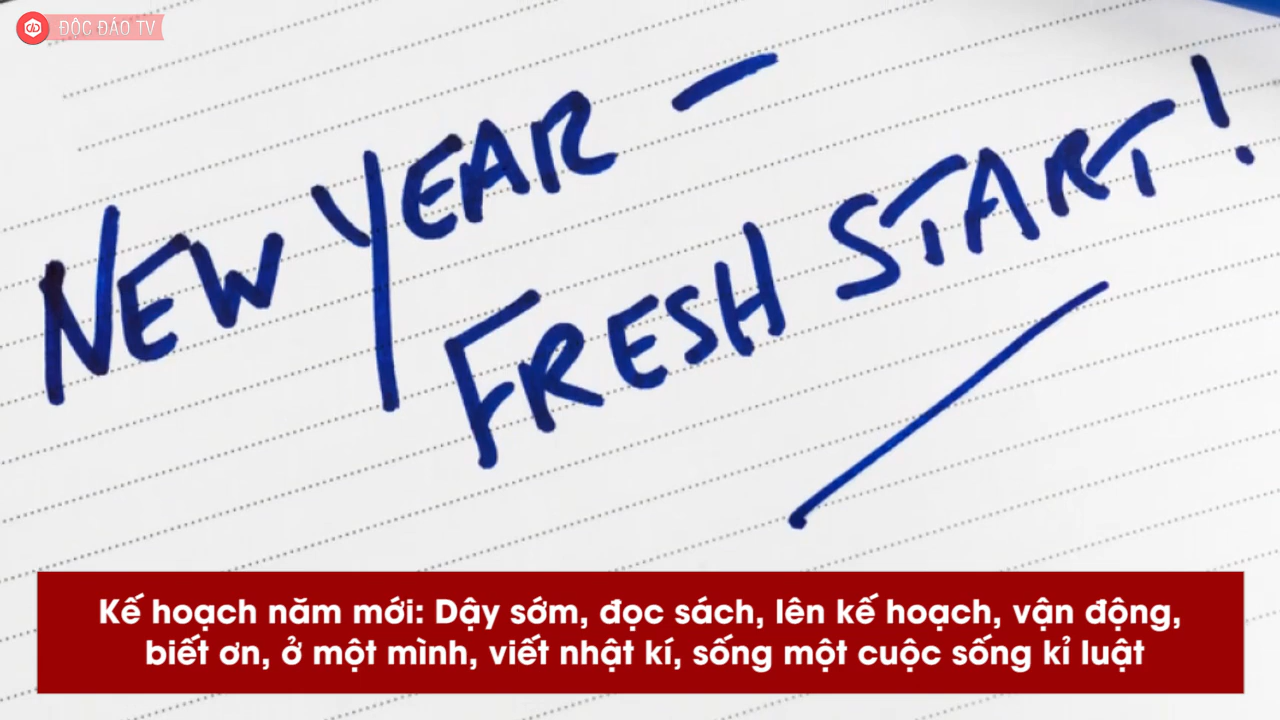 ĐỘC ĐÁO TV
NEW YEAR -
FRESH START!
Kế hoạch năm mới: Dậy sớm, đọc sách, lên kế hoạch, vận động,
biết ơn, ở một mình, viết nhật kí, sống một cuộc sống kỉ luật